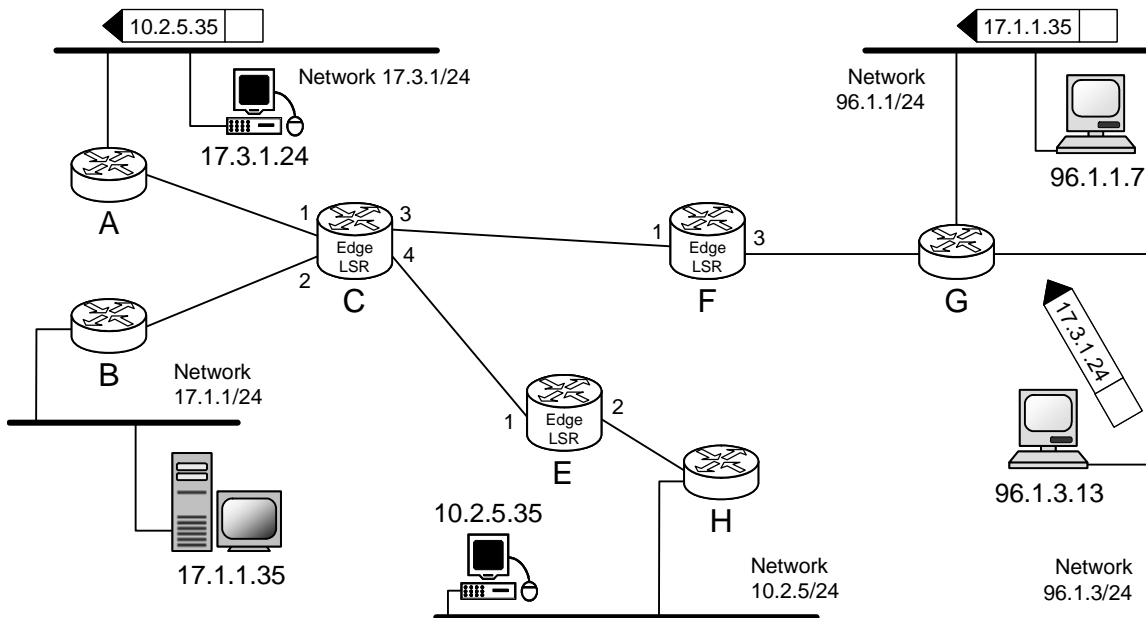 10.2.5.35
17.1.1.35
Network 17.3.1/24
Network
96.1.1/24
17.3.1.24
96.1.1.7
A
1
3
1
3
Edge
LSR
Edge
LSR
4
2
C
F
G
B
17.3.1.24
Network
17.1.1/24
1
2
Edge
LSR
E
96.1.3.13
H
10.2.5.35
17.1.1.35
Network
10.2.5/24
Network
96.1.3/24